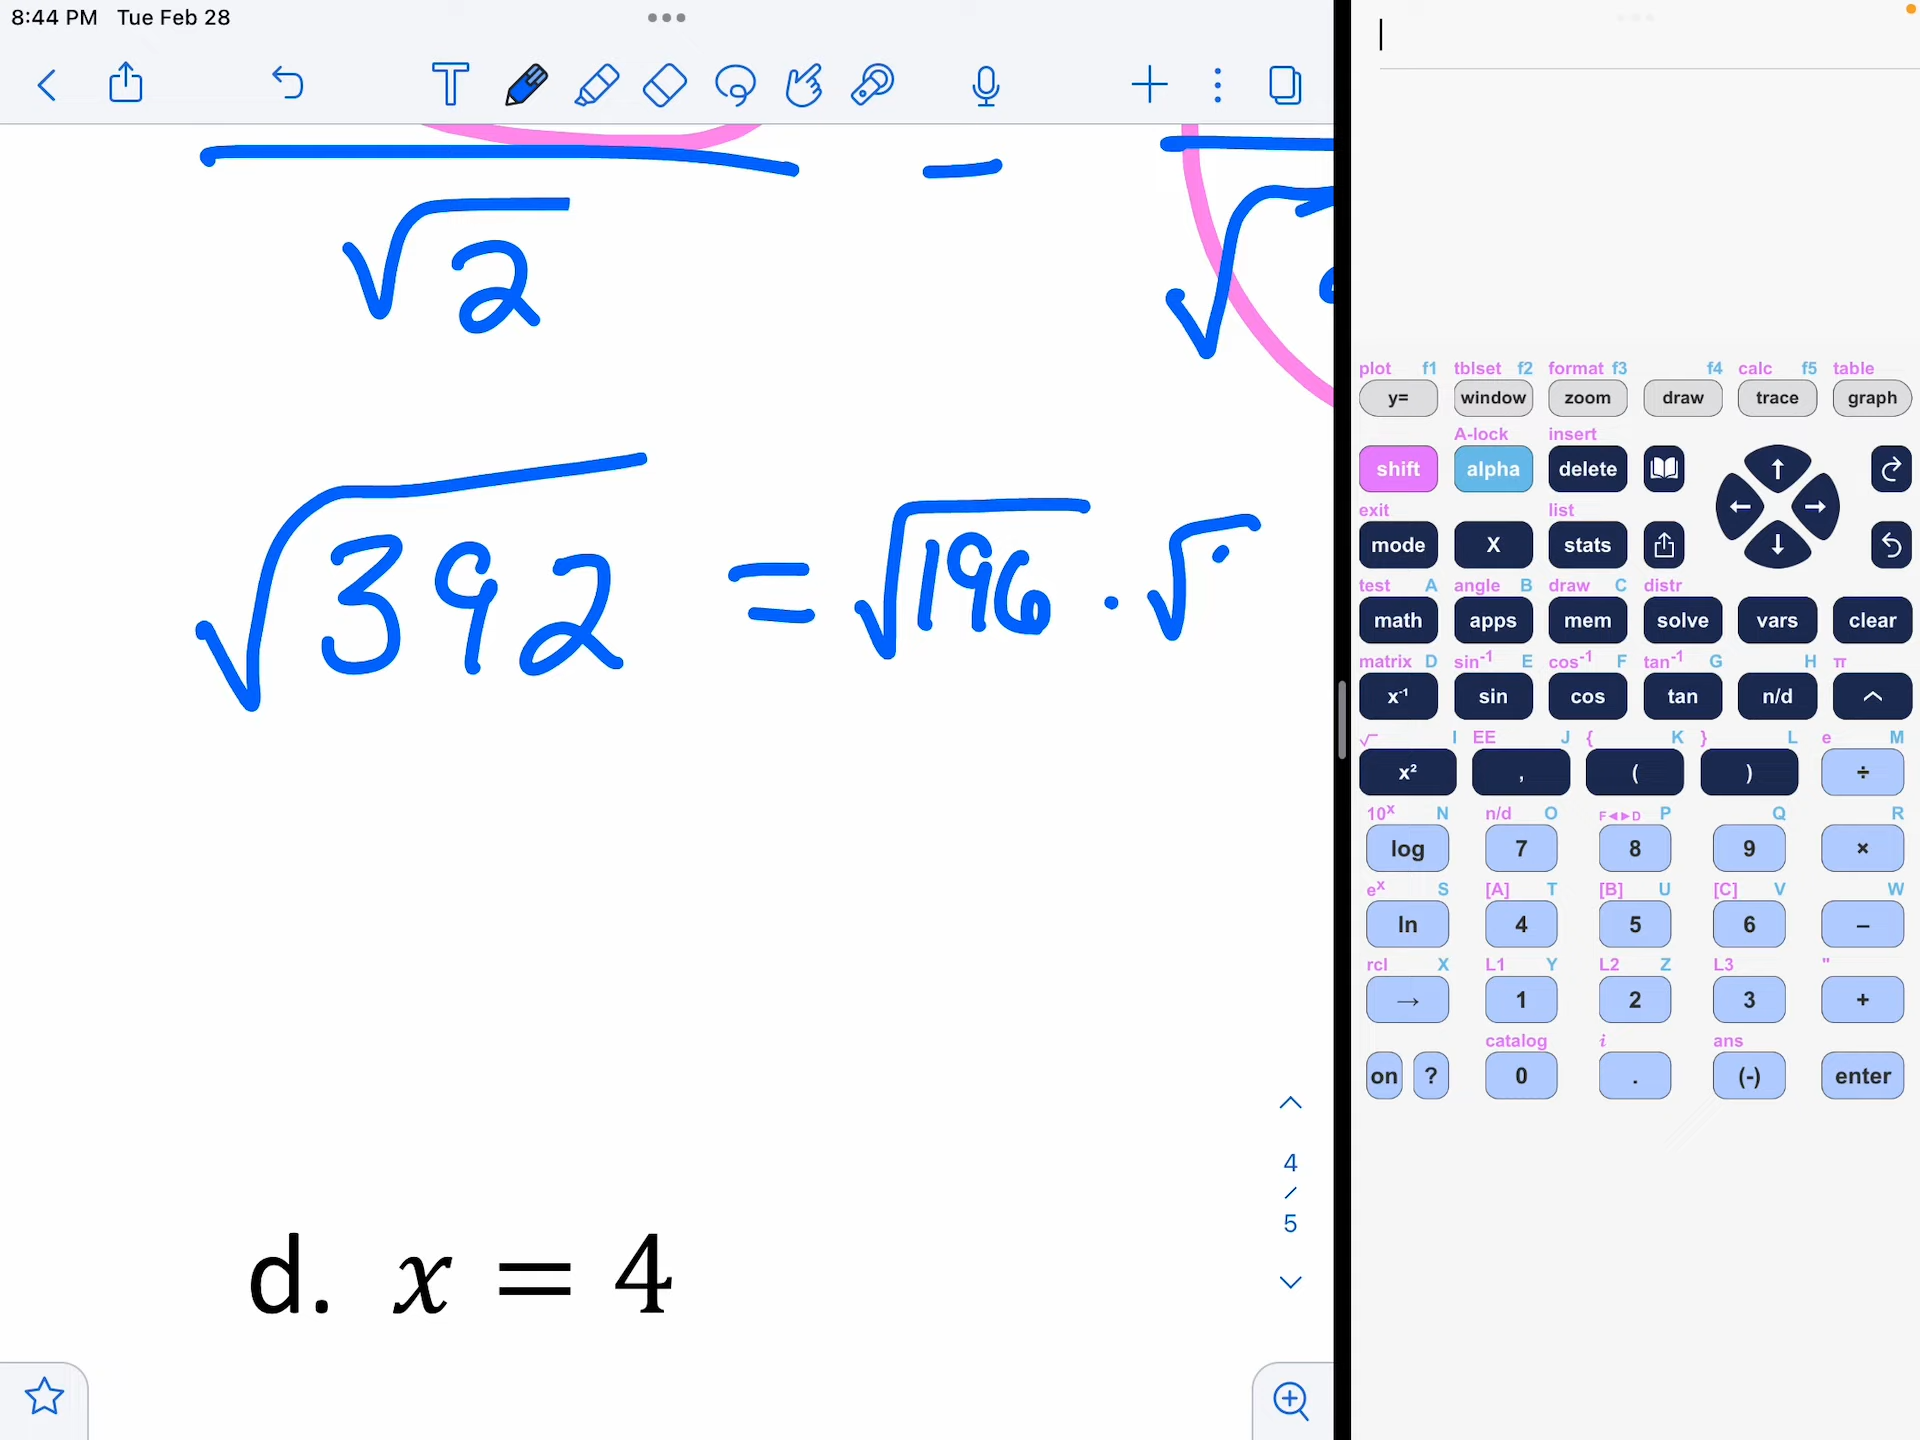 8:44 PM Tue Feb 28
T
√2
−
√
√392 = √196 · √
4
/
5
d. x = 4
plot f1 tblset f2 format f3 f4 calc f5 table
y= window zoom draw trace graph
A-lock insert
shift alpha delete
exit list
mode X stats
test A angle B draw C distr
math apps mem solve vars clear
matrix D sin⁻¹ E cos⁻¹ F tan⁻¹ G H π
x⁻¹ sin cos tan n/d ^
√ I EE J { K } L e M
x² , ( ) ÷
10ˣ N n/d O F◄►D P Q R
log 7 8 9 ×
eˣ S [A] T [B] U [C] V W
ln 4 5 6 −
rcl X L1 Y L2 Z L3 "
→ 1 2 3 +
catalog i ans
on ? 0 . (-) enter